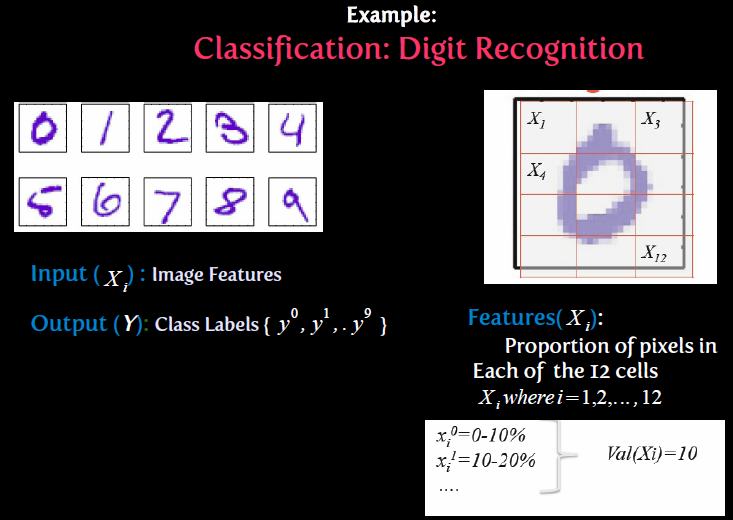 Example:
Classification: Digit Recognition
0 1 2 3 4
5 6 7 8 9
Input (Xᵢ) : Image Features
Output (Y): Class Labels { y⁰, y¹, . y⁹ }
X₁ X₃
X₄
X₁₂
Features(Xᵢ):
Proportion of pixels in
Each of the 12 cells
Xᵢ where i=1,2,...,12
xᵢ⁰=0-10%
xᵢ¹=10-20%
....
Val(Xi)=10